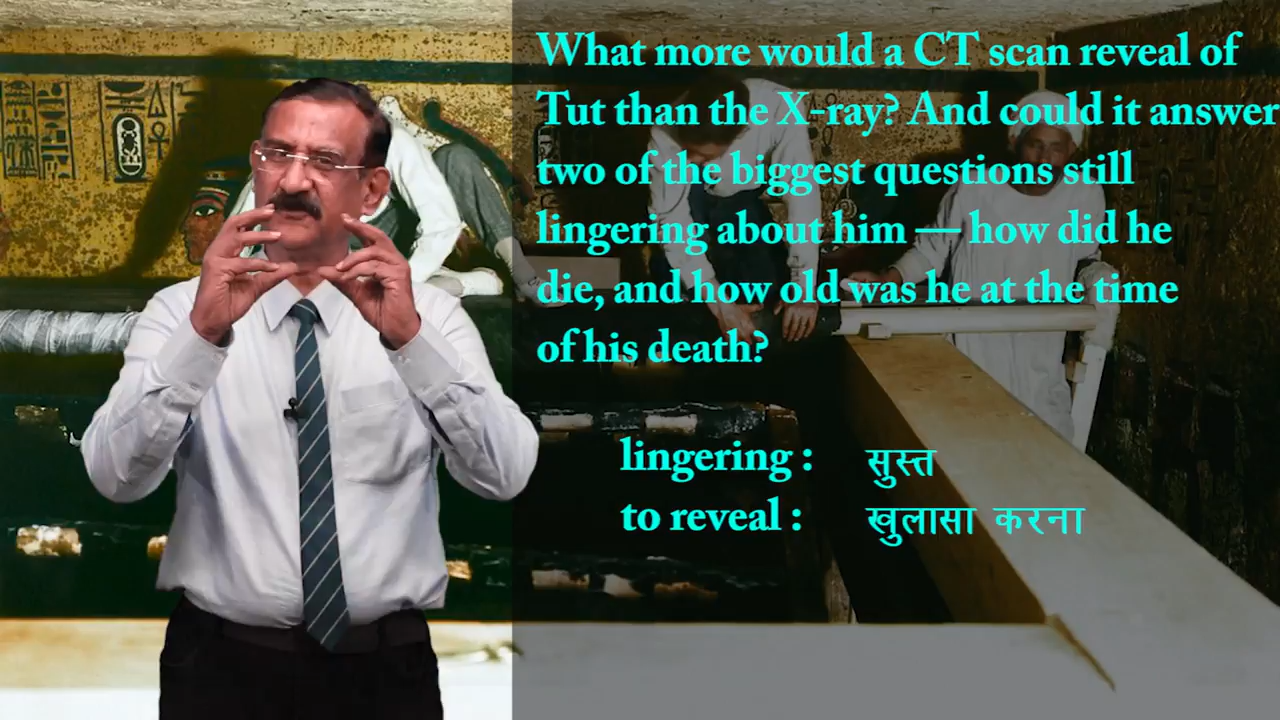 What more would a CT scan reveal of
Tut than the X-ray? And could it answer
two of the biggest questions still
lingering about him — how did he
die, and how old was he at the time
of his death?
lingering : सुस्त
to reveal : खुलासा करना